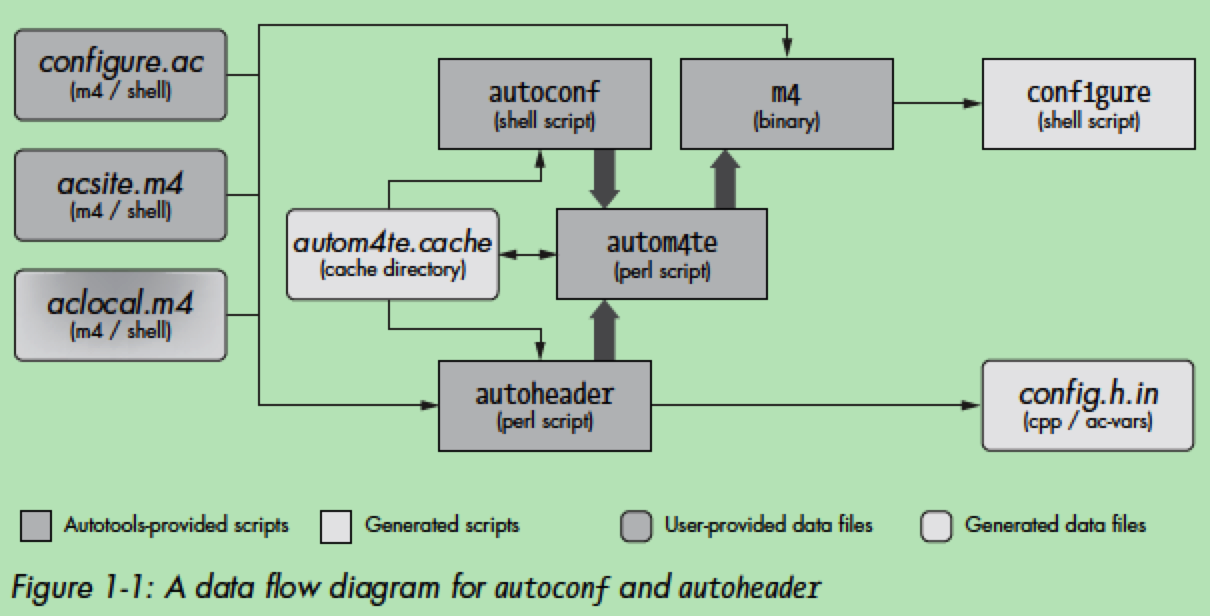 configure.ac
(m4 / shell)
acsite.m4
(m4 / shell)
aclocal.m4
(m4 / shell)
autoconf
(shell script)
m4
(binary)
configure
(shell script)
autom4te.cache
(cache directory)
autom4te
(perl script)
autoheader
(perl script)
config.h.in
(cpp / ac-vars)
Autotools-provided scripts
Generated scripts
User-provided data files
Generated data files
Figure 1-1: A data flow diagram for autoconf and autoheader